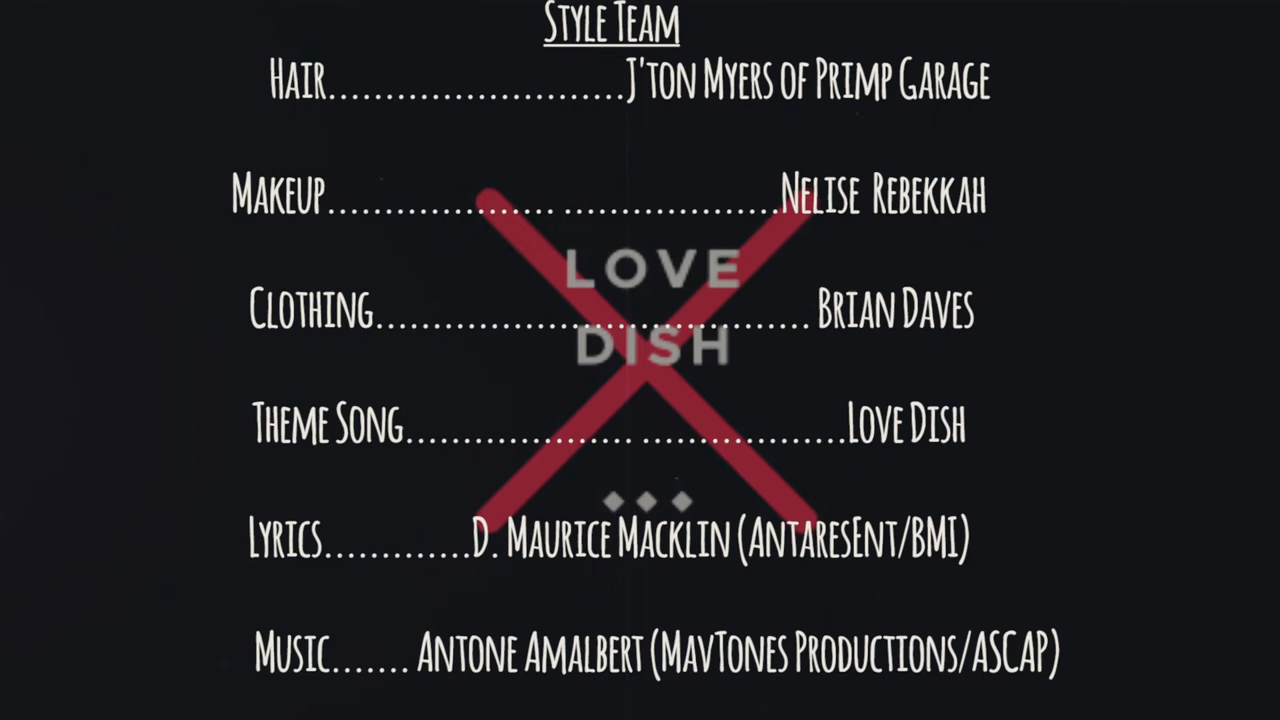 Style Team
Hair..........................J'ton Myers of Primp Garage
Makeup.................... ...................Nelise Rebekkah
LOVE
Clothing...................................... Brian Daves
DISH
Theme Song.................... ..................Love Dish
Lyrics.............D. Maurice Macklin (AntaresEnt/BMI)
Music....... Antone Amalbert (MavTones Productions/ASCAP)